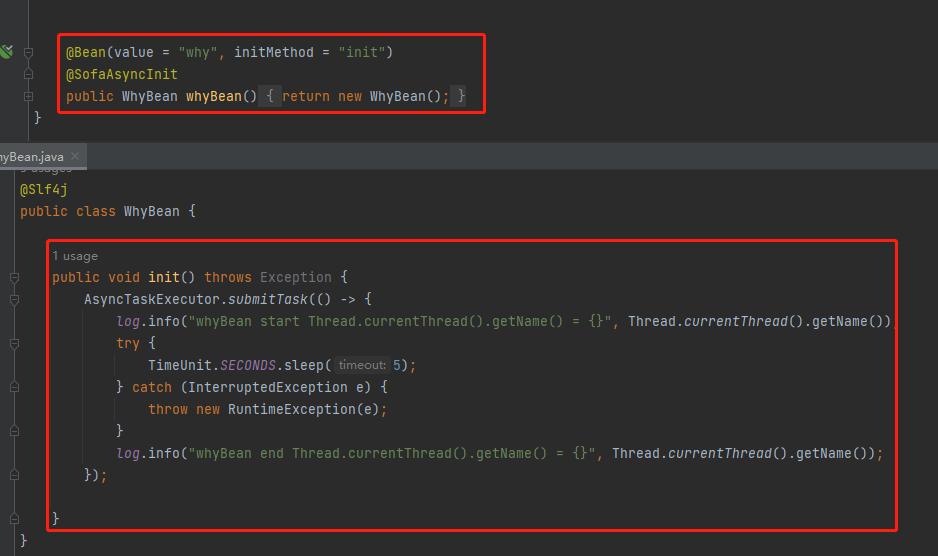 @Bean(value = "why", initMethod = "init")
@SofaAsyncInit
public WhyBean whyBean() { return new WhyBean(); }
}
hyBean.java ×
usages
@Slf4j
public class WhyBean {
1 usage
public void init() throws Exception {
AsyncTaskExecutor.submitTask(() -> {
log.info("whyBean start Thread.currentThread().getName() = {}", Thread.currentThread().getName())
try {
TimeUnit.SECONDS.sleep( timeout: 5);
} catch (InterruptedException e) {
throw new RuntimeException(e);
}
log.info("whyBean end Thread.currentThread().getName() = {}", Thread.currentThread().getName());
});
}
}